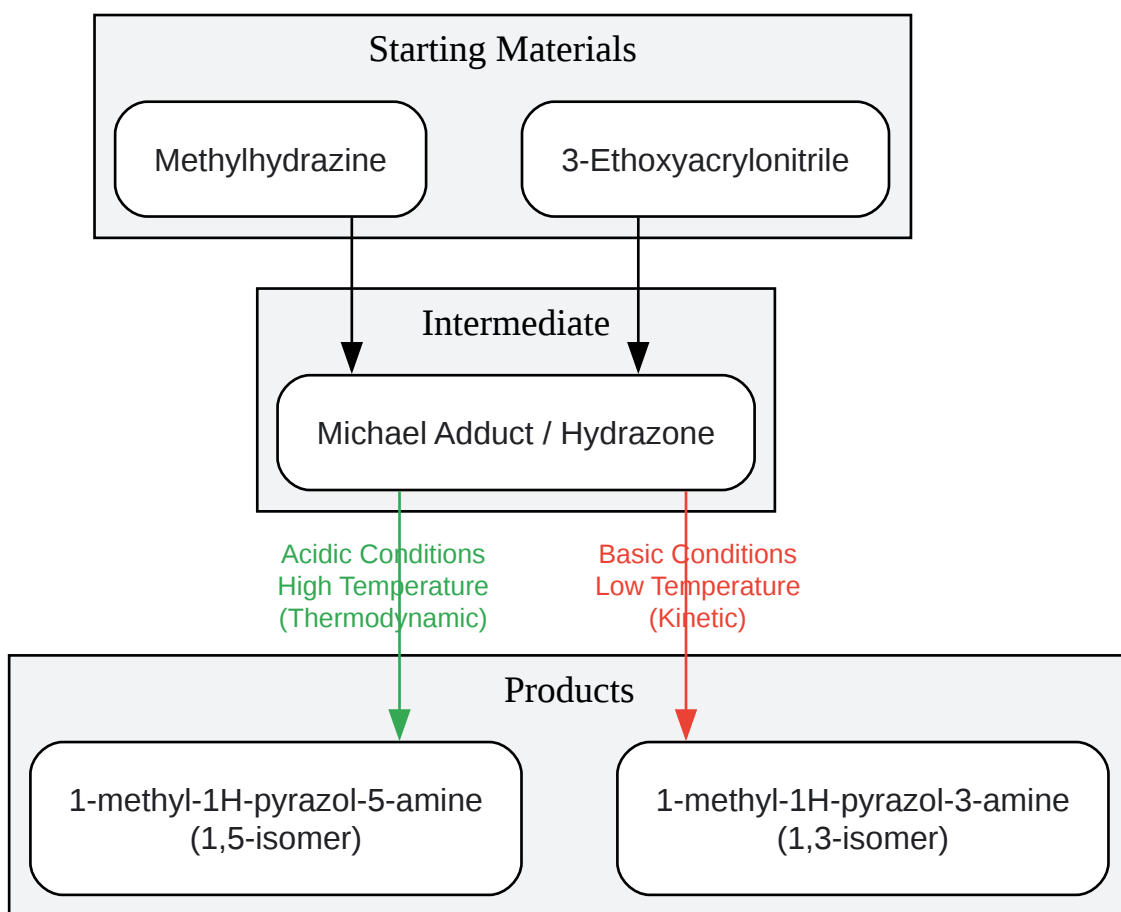 Starting Materials
Methylhydrazine
3-Ethoxyacrylonitrile
Intermediate
Michael Adduct / Hydrazone
Acidic Conditions
High Temperature
(Thermodynamic)
Basic Conditions
Low Temperature
(Kinetic)
Products
1-methyl-1H-pyrazol-5-amine
(1,5-isomer)
1-methyl-1H-pyrazol-3-amine
(1,3-isomer)